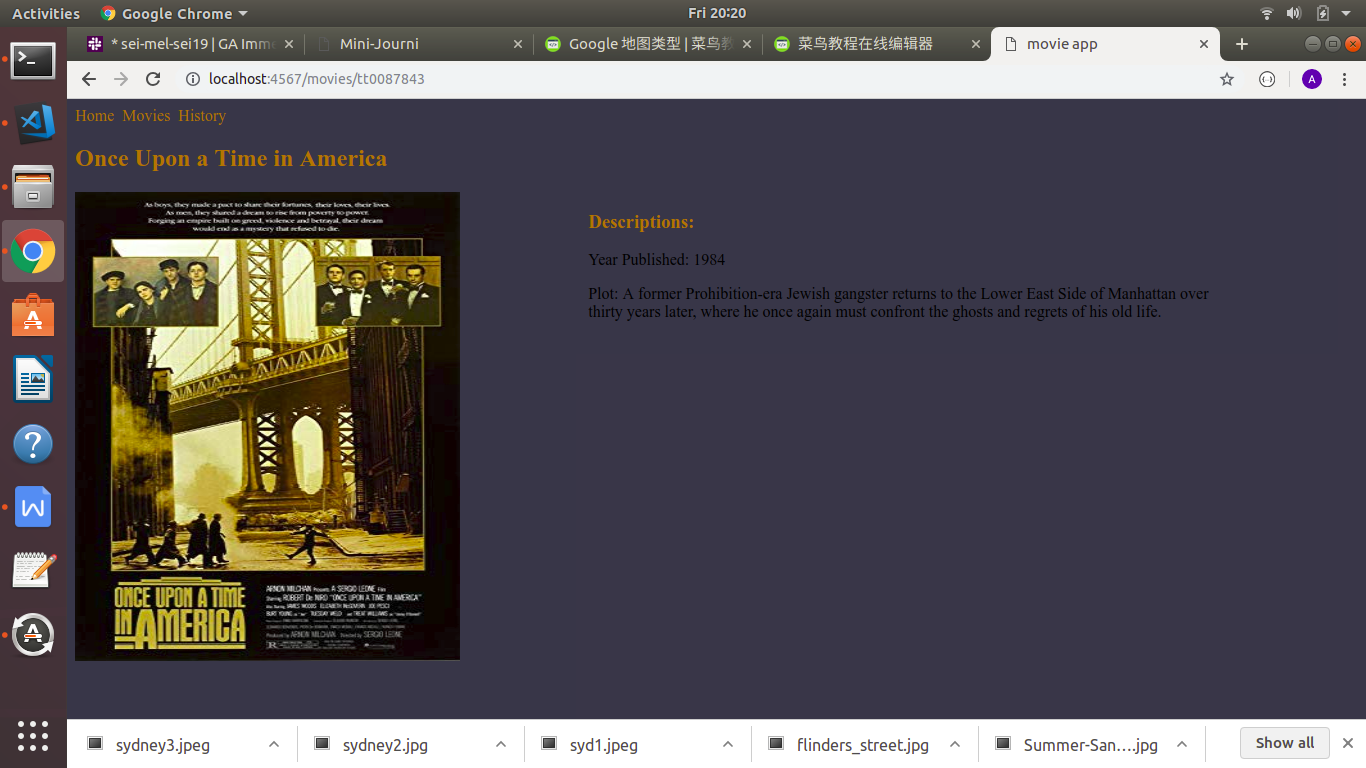 Activities
Google Chrome
Fri 20:20
* sei-mel-sei19 | GA Imme
Mini-Journi
Google 地图类型 | 菜鸟教
菜鸟教程在线编辑器
movie app
localhost:4567/movies/tt0087843
A
Home Movies History
Once Upon a Time in America
As boys, they made a pact to share their fortunes, their loves, their lives.
As men, they shared a dream to rise from poverty to power.
Forging an empire built on greed, violence and betrayal, their dream
would end as a mystery that refused to die.
ONCE UPON A TIME
IN AMERICA
ARNON MILCHAN Presents A SERGIO LEONE Film
Starring ROBERT De NIRO "ONCE UPON A TIME IN AMERICA"
Also Starring JAMES WOODS ELIZABETH McGOVERN JOE PESCI
BURT YOUNG as "Joe" TUESDAY WELD and TREAT WILLIAMS
Produced by ARNON MILCHAN Directed by SERGIO LEONE
R
Descriptions:
Year Published: 1984
Plot: A former Prohibition-era Jewish gangster returns to the Lower East Side of Manhattan over
thirty years later, where he once again must confront the ghosts and regrets of his old life.
sydney3.jpeg
sydney2.jpg
syd1.jpeg
flinders_street.jpg
Summer-San....jpg
Show all